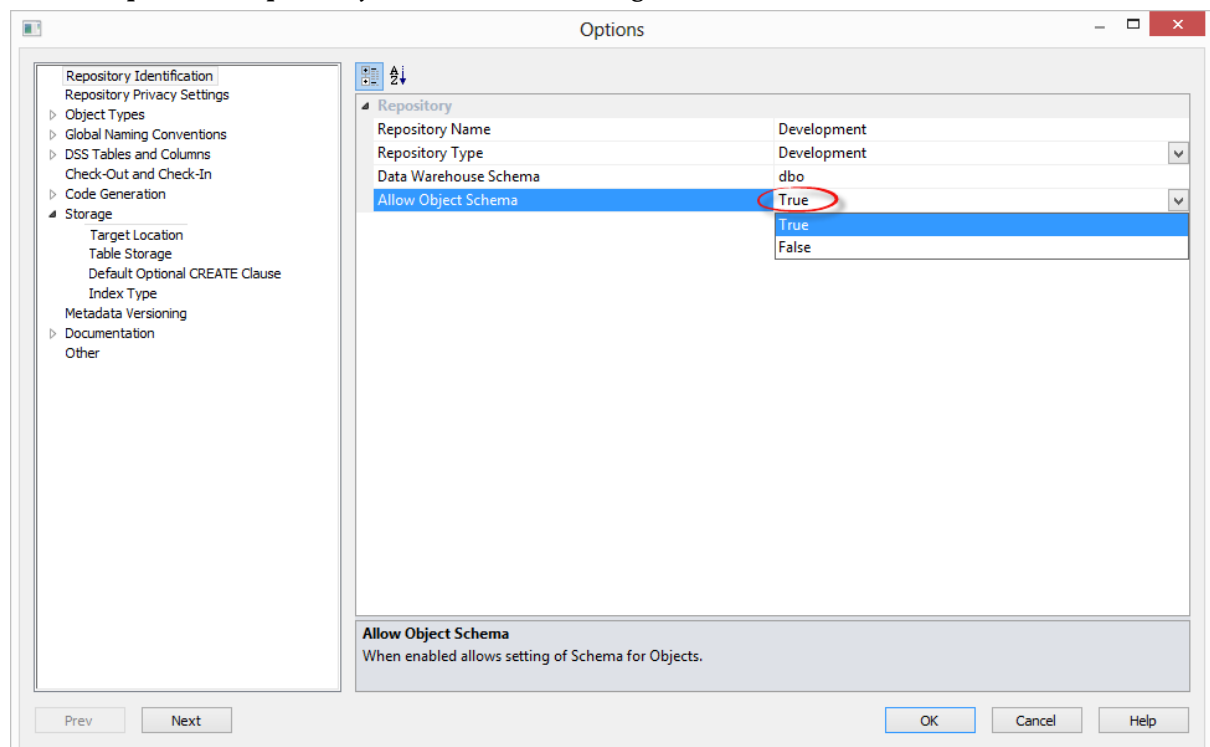 Options
Repository Identification
Repository Privacy Settings
Object Types
Global Naming Conventions
DSS Tables and Columns
Check-Out and Check-In
Code Generation
Storage
Target Location
Table Storage
Default Optional CREATE Clause
Index Type
Metadata Versioning
Documentation
Other
Repository
Repository Name Development
Repository Type Development
Data Warehouse Schema dbo
Allow Object Schema True
True
False
Allow Object Schema
When enabled allows setting of Schema for Objects.
Prev Next OK Cancel Help